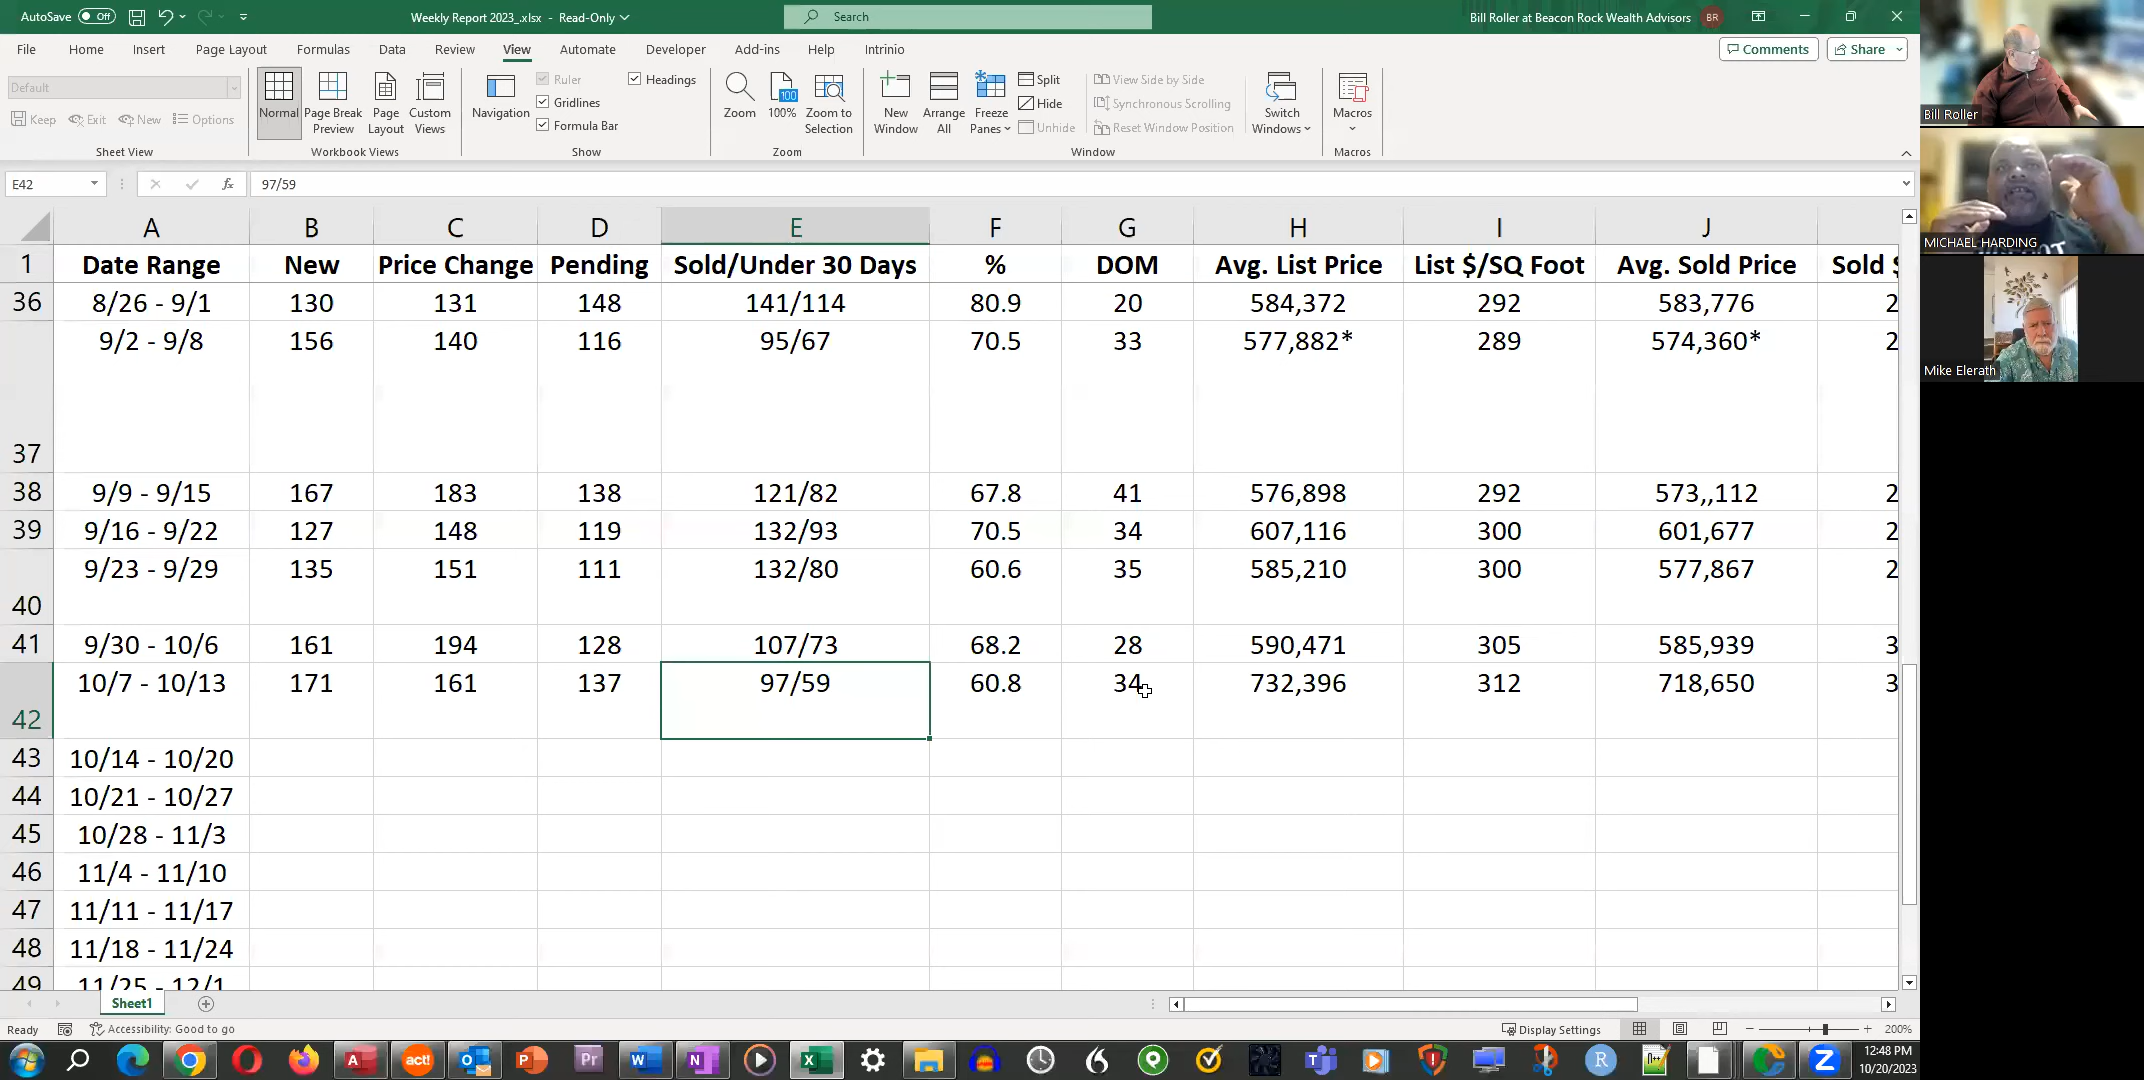 AutoSave Off Weekly Report 2023_.xlsx - Read-Only Search Bill Roller at Beacon Rock Wealth Advisors BR
File Home Insert Page Layout Formulas Data Review View Automate Developer Add-ins Help Intrinio Comments Share
Default
Keep Exit New Options
Sheet View
Normal Page Break Preview Page Layout Custom Views
Workbook Views
Ruler Headings
Gridlines
Formula Bar
Show
Navigation
Zoom 100% Zoom to Selection
100
Zoom
New Window Arrange All Freeze Panes
Split View Side by Side
Hide Synchronous Scrolling
Unhide Reset Window Position
Switch Windows
Window
Macros
Macros
E42 fx 97/59
A B C D E F G H I J
1 Date Range New Price Change Pending Sold/Under 30 Days % DOM Avg. List Price List $/SQ Foot Avg. Sold Price Sold $
36 8/26 - 9/1 130 131 148 141/114 80.9 20 584,372 292 583,776 2
37 9/2 - 9/8 156 140 116 95/67 70.5 33 577,882* 289 574,360* 2
38 9/9 - 9/15 167 183 138 121/82 67.8 41 576,898 292 573,,112 2
39 9/16 - 9/22 127 148 119 132/93 70.5 34 607,116 300 601,677 2
40 9/23 - 9/29 135 151 111 132/80 60.6 35 585,210 300 577,867 2
41 9/30 - 10/6 161 194 128 107/73 68.2 28 590,471 305 585,939 3
42 10/7 - 10/13 171 161 137 97/59 60.8 34 732,396 312 718,650 3
43 10/14 - 10/20
44 10/21 - 10/27
45 10/28 - 11/3
46 11/4 - 11/10
47 11/11 - 11/17
48 11/18 - 11/24
49 11/25 - 12/1
Sheet1
Ready Accessibility: Good to go Display Settings 200%
12:48 PM
10/20/2023
Bill Roller
MICHAEL HARDING
Mike Elerath